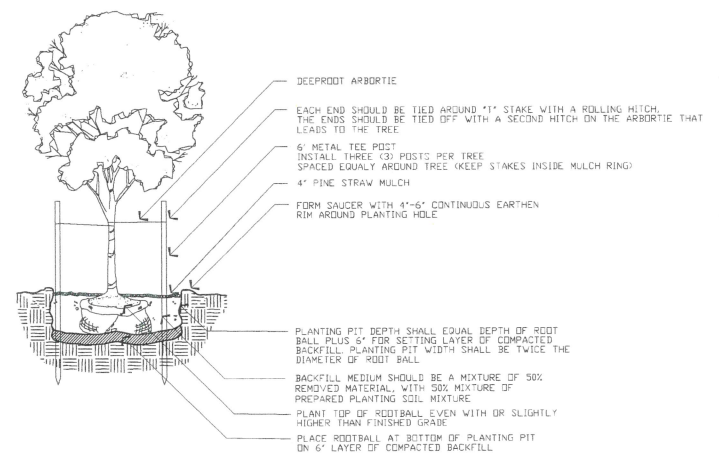 DEEPROOT ARBORTIE
EACH END SHOULD BE TIED AROUND "T" STAKE WITH A ROLLING HITCH,
THE ENDS SHOULD BE TIED OFF WITH A SECOND HITCH ON THE ARBORTIE THAT
LEADS TO THE TREE
6' METAL TEE POST
INSTALL THREE (3) POSTS PER TREE
SPACED EQUALY AROUND TREE (KEEP STAKES INSIDE MULCH RING)
4" PINE STRAW MULCH
FORM SAUCER WITH 4"-6" CONTINUOUS EARTHEN
RIM AROUND PLANTING HOLE
PLANTING PIT DEPTH SHALL EQUAL DEPTH OF ROOT
BALL PLUS 6" FOR SETTING LAYER OF COMPACTED
BACKFILL. PLANTING PIT WIDTH SHALL BE TWICE THE
DIAMETER OF ROOT BALL
BACKFILL MEDIUM SHOULD BE A MIXTURE OF 50%
REMOVED MATERIAL, WITH 50% MIXTURE OF
PREPARED PLANTING SOIL MIXTURE
PLANT TOP OF ROOTBALL EVEN WITH OR SLIGHTLY
HIGHER THAN FINISHED GRADE
PLACE ROOTBALL AT BOTTOM OF PLANTING PIT
ON 6" LAYER OF COMPACTED BACKFILL